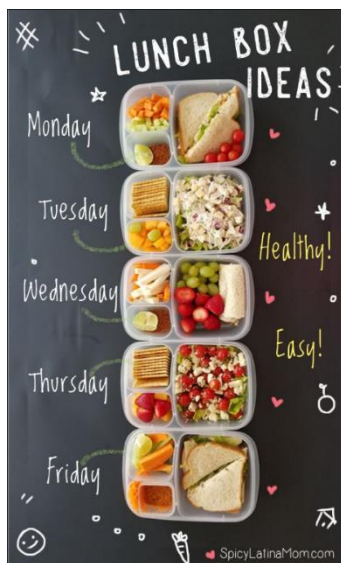 LUNCH BOX
IDEAS
Monday
Tuesday
Healthy!
Wednesday
Easy!
Thursday
Friday
SpicyLatinaMom.com